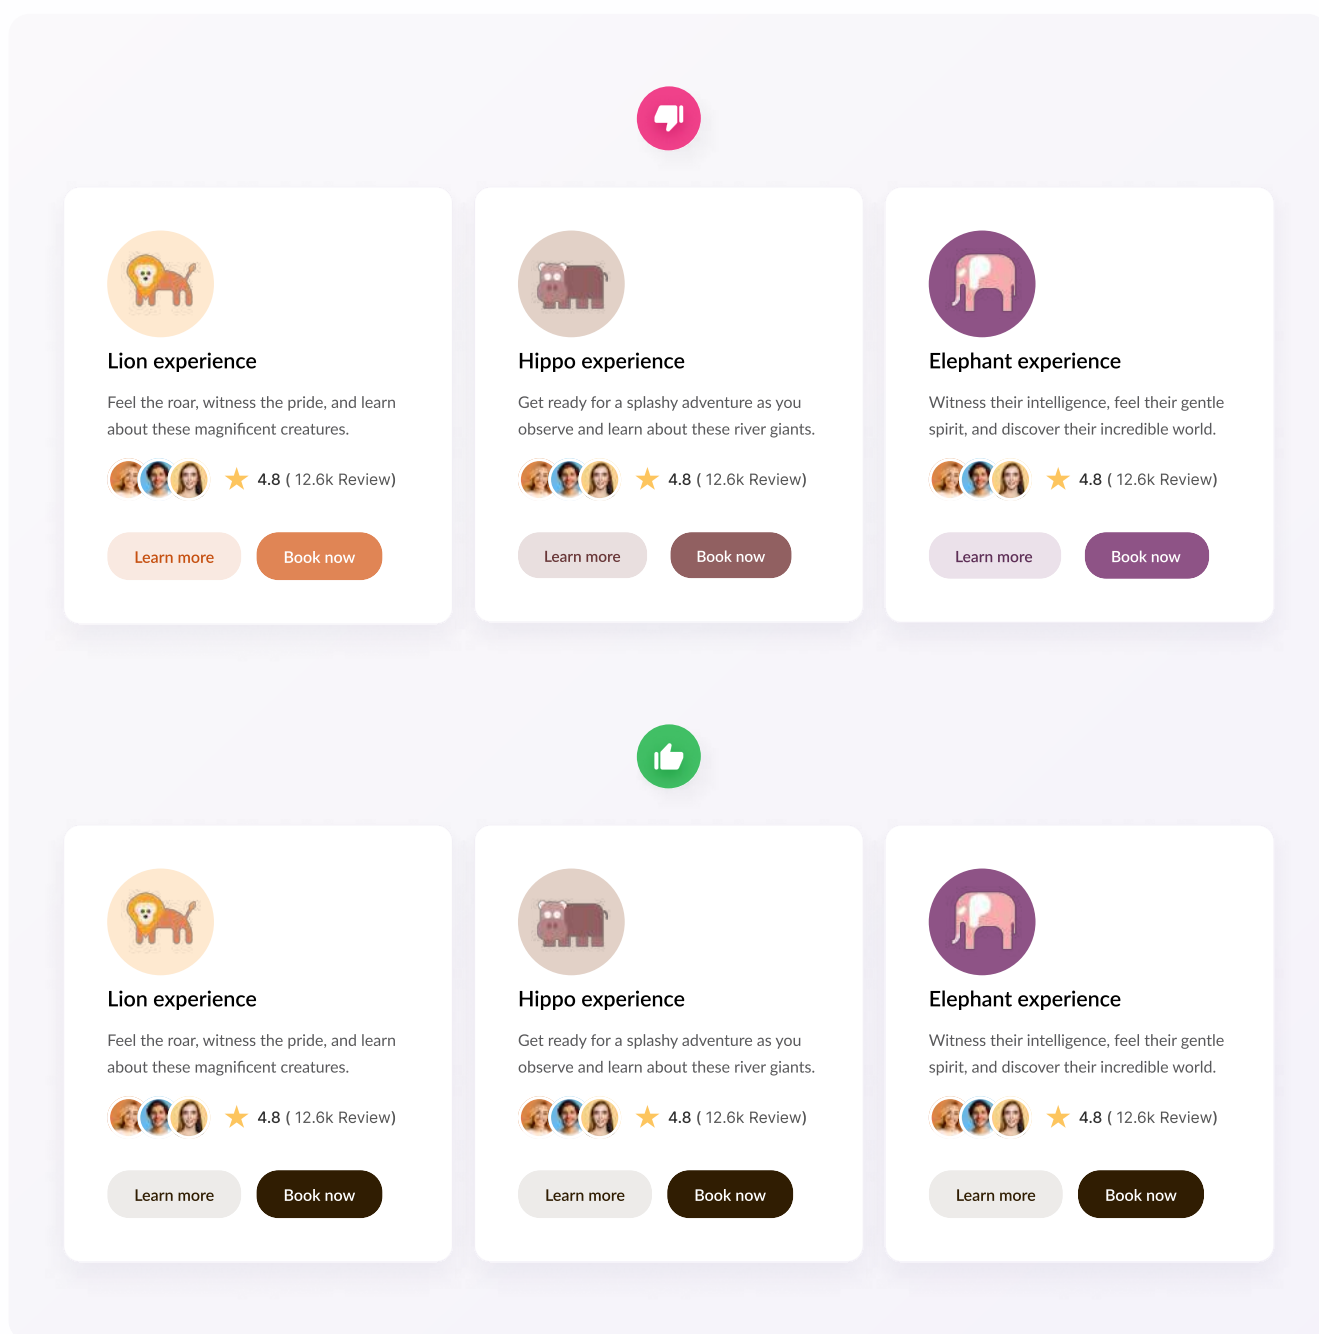 Lion experience
Feel the roar, witness the pride, and learn
about these magnificent creatures.
4.8 ( 12.6k Review)
Learn more
Book now
Hippo experience
Get ready for a splashy adventure as you
observe and learn about these river giants.
4.8 ( 12.6k Review)
Learn more
Book now
Elephant experience
Witness their intelligence, feel their gentle
spirit, and discover their incredible world.
4.8 ( 12.6k Review)
Learn more
Book now
Lion experience
Feel the roar, witness the pride, and learn
about these magnificent creatures.
4.8 ( 12.6k Review)
Learn more
Book now
Hippo experience
Get ready for a splashy adventure as you
observe and learn about these river giants.
4.8 ( 12.6k Review)
Learn more
Book now
Elephant experience
Witness their intelligence, feel their gentle
spirit, and discover their incredible world.
4.8 ( 12.6k Review)
Learn more
Book now